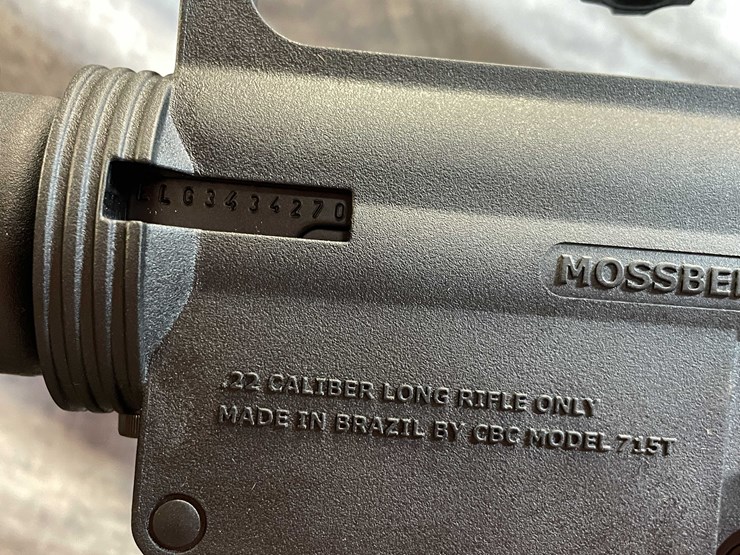 LG3434270
MOSSBE
.22 CALIBER LONG RIFLE ONLY
MADE IN BRAZIL BY CBC MODEL 715T